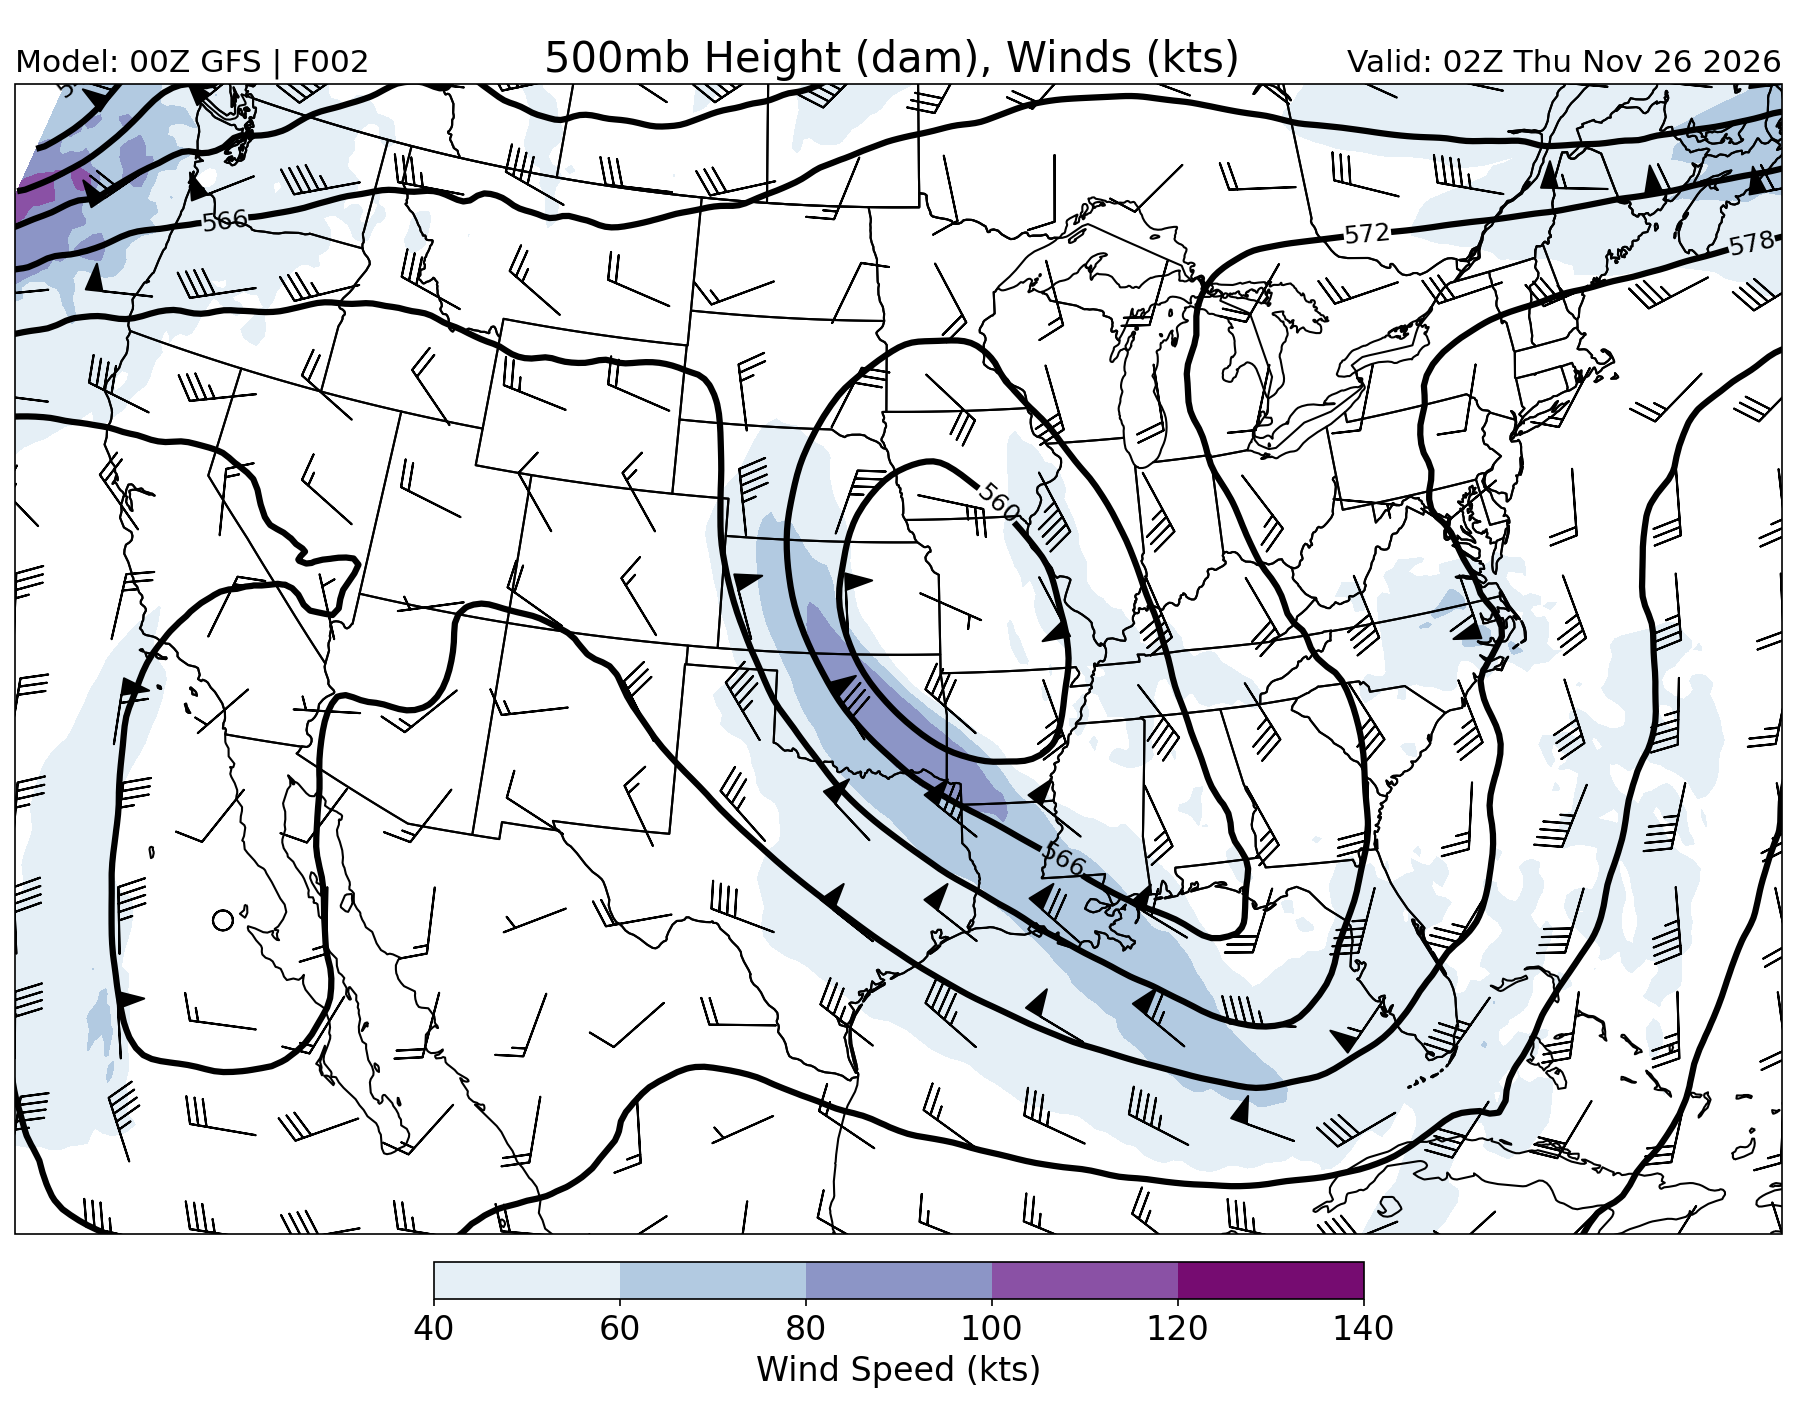 Model: 00Z GFS | F002
500mb Height (dam), Winds (kts)
Valid: 02Z Thu Nov 26 2026
566
572
578
560
566
40 60 80 100 120 140
Wind Speed (kts)